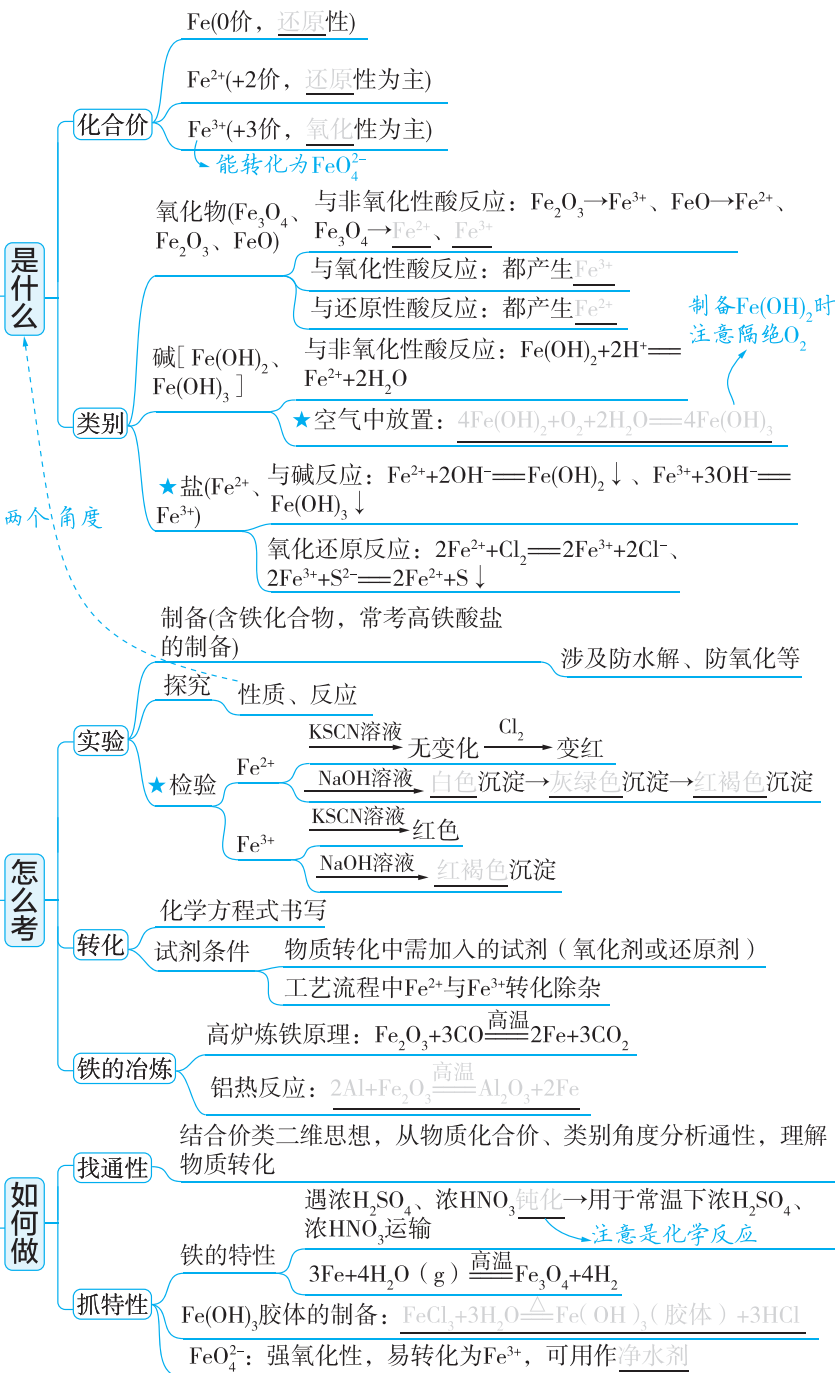 Fe(0价，还原性)
Fe²⁺(+2价，还原性为主)
化合价
Fe³⁺(+3价，氧化性为主)
能转化为FeO₄²⁻
是什么
氧化物(Fe₃O₄、
Fe₂O₃、FeO)
与非氧化性酸反应：Fe₂O₃→Fe³⁺、FeO→Fe²⁺、
Fe₃O₄→Fe²⁺、Fe³⁺
与氧化性酸反应：都产生Fe³⁺
与还原性酸反应：都产生Fe²⁺
制备Fe(OH)₂时
注意隔绝O₂
碱[Fe(OH)₂、
Fe(OH)₃]
与非氧化性酸反应：Fe(OH)₂+2H⁺══
Fe²⁺+2H₂O
★空气中放置：4Fe(OH)₂+O₂+2H₂O══4Fe(OH)₃
类别
★盐(Fe²⁺、
Fe³⁺)
与碱反应：Fe²⁺+2OH⁻══Fe(OH)₂↓、Fe³⁺+3OH⁻══
Fe(OH)₃↓
氧化还原反应：2Fe²⁺+Cl₂══2Fe³⁺+2Cl⁻、
2Fe³⁺+S²⁻══2Fe²⁺+S↓
两个角度
怎么考
制备(含铁化合物，常考高铁酸盐
的制备)
涉及防水解、防氧化等
探究
性质、反应
实验
★检验
Fe²⁺
KSCN溶液 无变化 Cl₂ 变红
NaOH溶液 白色沉淀→灰绿色沉淀→红褐色沉淀
Fe³⁺
KSCN溶液 红色
NaOH溶液 红褐色沉淀
化学方程式书写
转化
试剂条件
物质转化中需加入的试剂（氧化剂或还原剂）
工艺流程中Fe²⁺与Fe³⁺转化除杂
铁的冶炼
高炉炼铁原理：Fe₂O₃+3CO═高温═2Fe+3CO₂
铝热反应：2Al+Fe₂O₃═高温═Al₂O₃+2Fe
如何做
找通性
结合价类二维思想，从物质化合价、类别角度分析通性，理解
物质转化
抓特性
铁的特性
遇浓H₂SO₄、浓HNO₃钝化→用于常温下浓H₂SO₄、
浓HNO₃运输
注意是化学反应
3Fe+4H₂O（g）═高温═Fe₃O₄+4H₂
Fe(OH)₃胶体的制备：FeCl₃+3H₂O═△═Fe(OH)₃(胶体)+3HCl
FeO₄²⁻：强氧化性，易转化为Fe³⁺，可用作净水剂